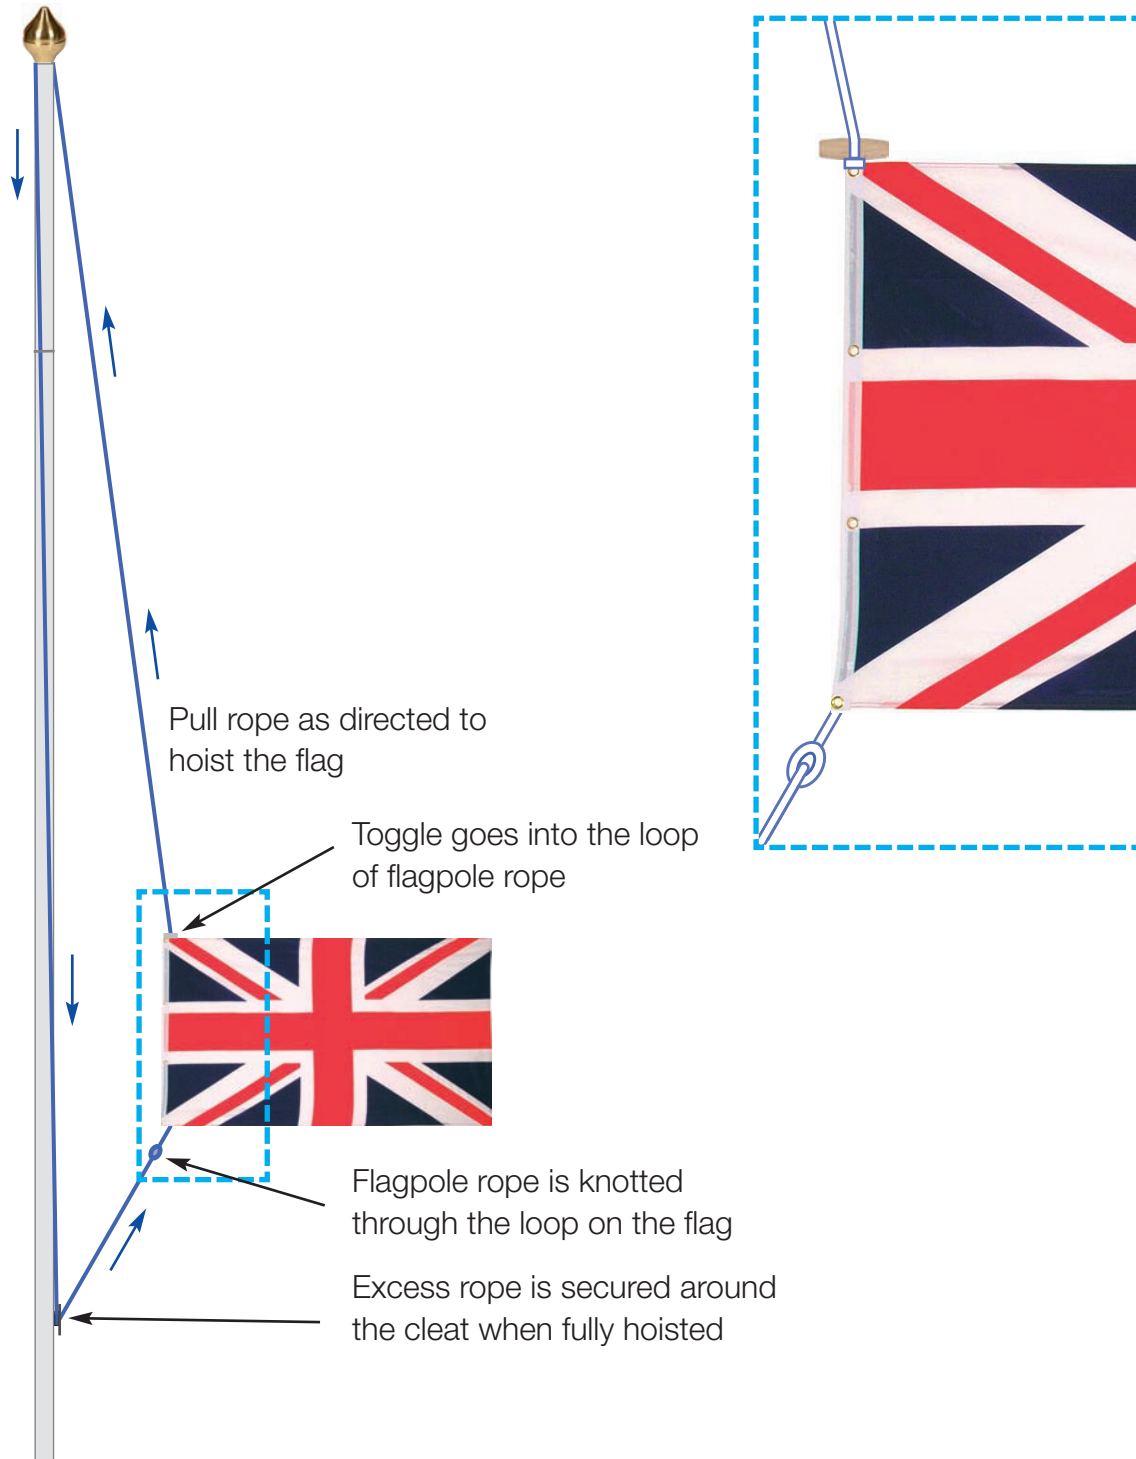 Pull rope as directed to
hoist the flag
Toggle goes into the loop
of flagpole rope
Flagpole rope is knotted
through the loop on the flag
Excess rope is secured around
the cleat when fully hoisted